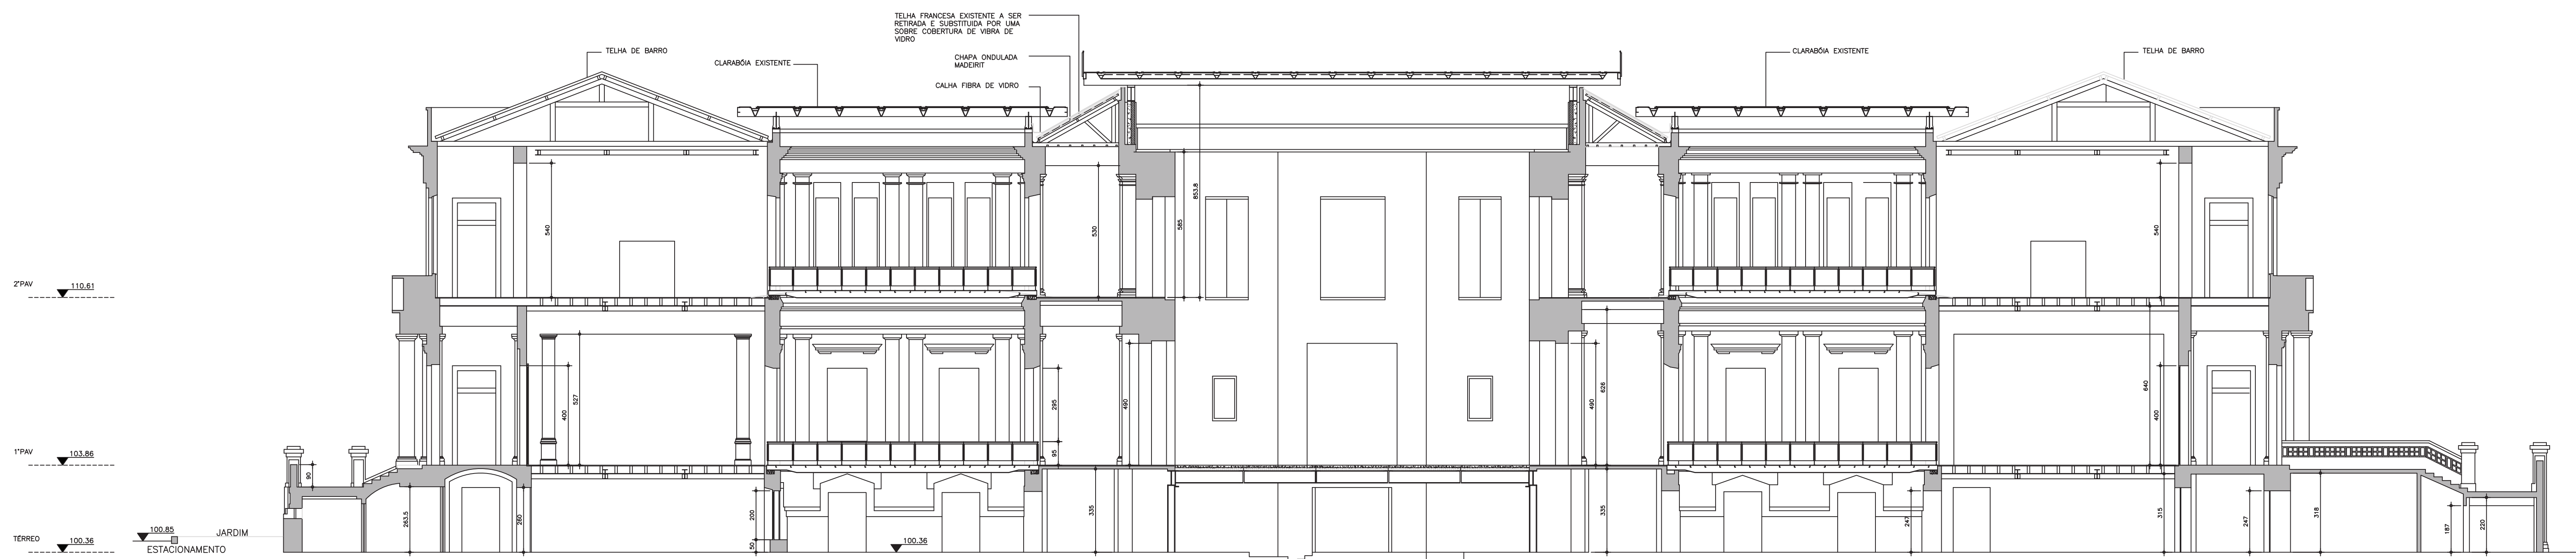 TELHA FRANCESA EXISTENTE A SER
RETIRADA E SUBSTITUIDA POR UMA
SOBRE COBERTURA DE VIBRA DE
VIDRO
TELHA DE BARRO
CLARABÓIA EXISTENTE
CHAPA ONDULADA
MADEIRIT
CALHA FIBRA DE VIDRO
CLARABÓIA EXISTENTE
TELHA DE BARRO
540
530
585
853.8
540
2°PAV
110.61
400
527
295
95
490
490
626
640
400
1°PAV
103.86
90
263.5
260
200
50
335
335
247
315
247
318
187
220
100.85
JARDIM
TÉRREO
100.36
ESTACIONAMENTO
100.36